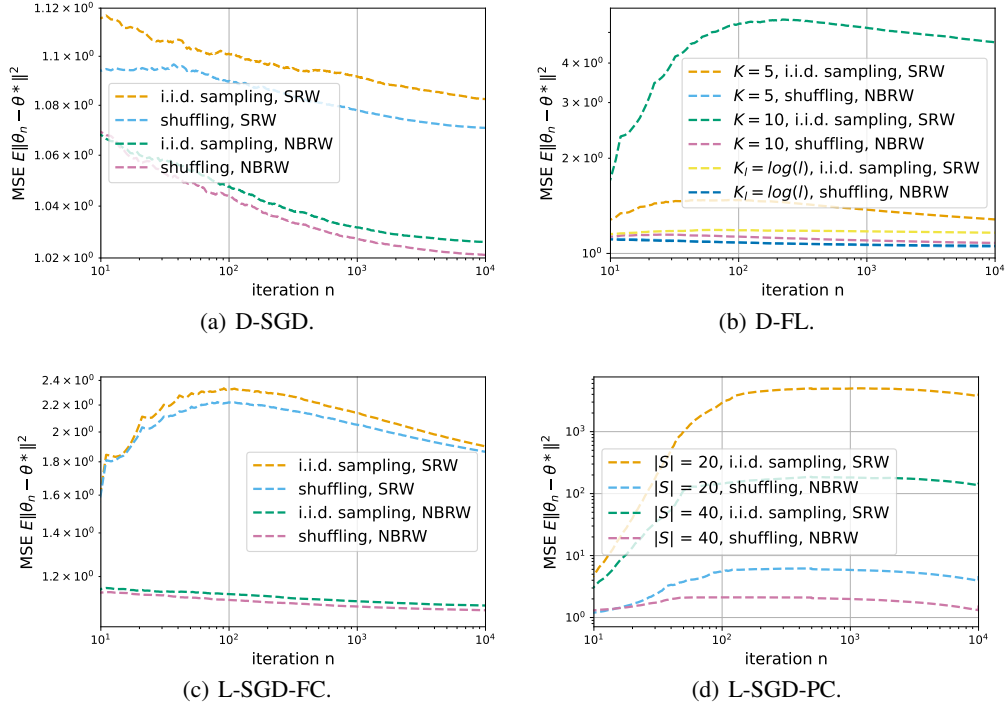 MSE E||θₙ − θ*||²
1.12 × 10⁰
1.1 × 10⁰
1.08 × 10⁰
1.06 × 10⁰
1.04 × 10⁰
1.02 × 10⁰
i.i.d. sampling, SRW
shuffling, SRW
i.i.d. sampling, NBRW
shuffling, NBRW
10¹ 10² 10³ 10⁴
iteration n
(a) D-SGD.
MSE E||θₙ − θ*||²
4 × 10⁰
3 × 10⁰
2 × 10⁰
10⁰
K = 5, i.i.d. sampling, SRW
K = 5, shuffling, NBRW
K = 10, i.i.d. sampling, SRW
K = 10, shuffling, NBRW
Kₗ = log(l), i.i.d. sampling, SRW
Kₗ = log(l), shuffling, NBRW
10¹ 10² 10³ 10⁴
iteration n
(b) D-FL.
MSE E||θₙ − θ*||²
2.4 × 10⁰
2.2 × 10⁰
2 × 10⁰
1.8 × 10⁰
1.6 × 10⁰
1.2 × 10⁰
i.i.d. sampling, SRW
shuffling, SRW
i.i.d. sampling, NBRW
shuffling, NBRW
10¹ 10² 10³ 10⁴
iteration n
(c) L-SGD-FC.
MSE E||θₙ − θ*||²
10³
10²
10¹
10⁰
|S| = 20, i.i.d. sampling, SRW
|S| = 20, shuffling, NBRW
|S| = 40, i.i.d. sampling, SRW
|S| = 40, shuffling, NBRW
10¹ 10² 10³ 10⁴
iteration n
(d) L-SGD-PC.